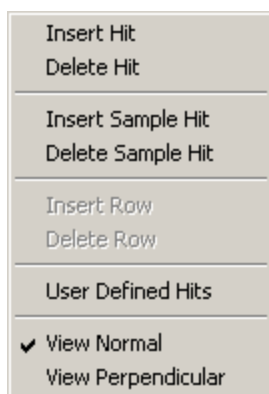 Insert Hit
Delete Hit
Insert Sample Hit
Delete Sample Hit
Insert Row
Delete Row
User Defined Hits
View Normal
View Perpendicular